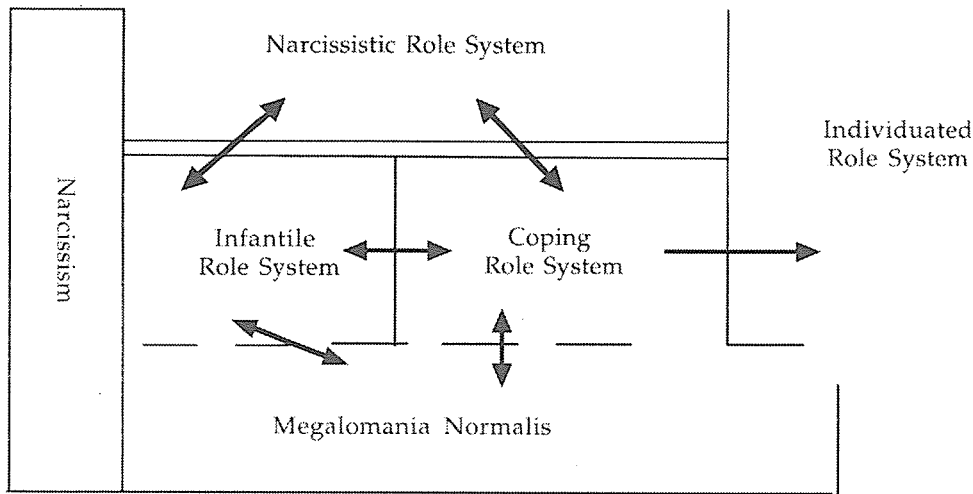 Narcissistic Role System
Individuated
Role System
Narcissism
Infantile
Role System
Coping
Role System
Megalomania Normalis